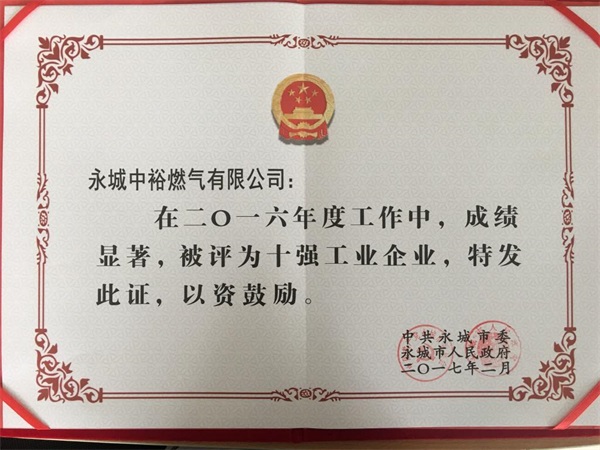 永城中裕燃气有限公司：
在二〇一六年度工作中，成绩
显著，被评为十强工业企业，特发
此证，以资鼓励。
中共永城市委
永城市人民政府
二〇一七年二月